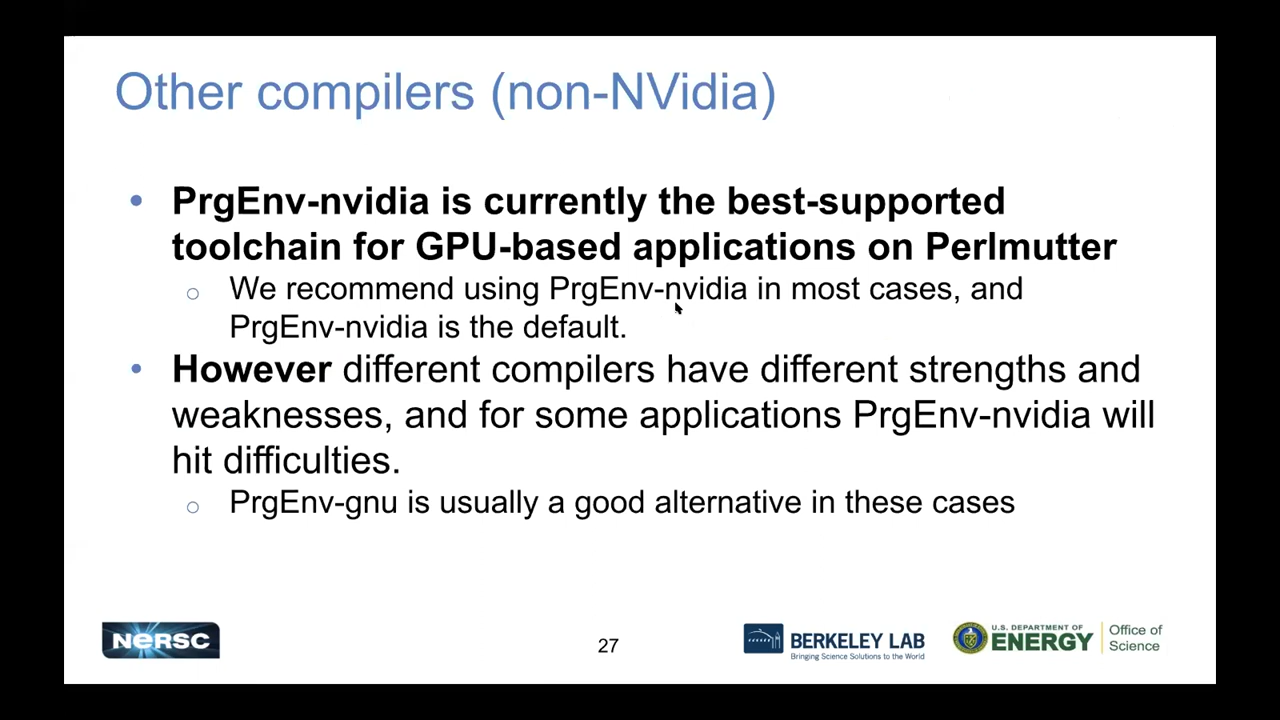 Other compilers (non-NVidia)
• PrgEnv-nvidia is currently the best-supported
toolchain for GPU-based applications on Perlmutter
○ We recommend using PrgEnv-nvidia in most cases, and
PrgEnv-nvidia is the default.
• However different compilers have different strengths and
weaknesses, and for some applications PrgEnv-nvidia will
hit difficulties.
○ PrgEnv-gnu is usually a good alternative in these cases
NERSC
27
BERKELEY LAB
Bringing Science Solutions to the World
U.S. DEPARTMENT OF
ENERGY
Office of
Science